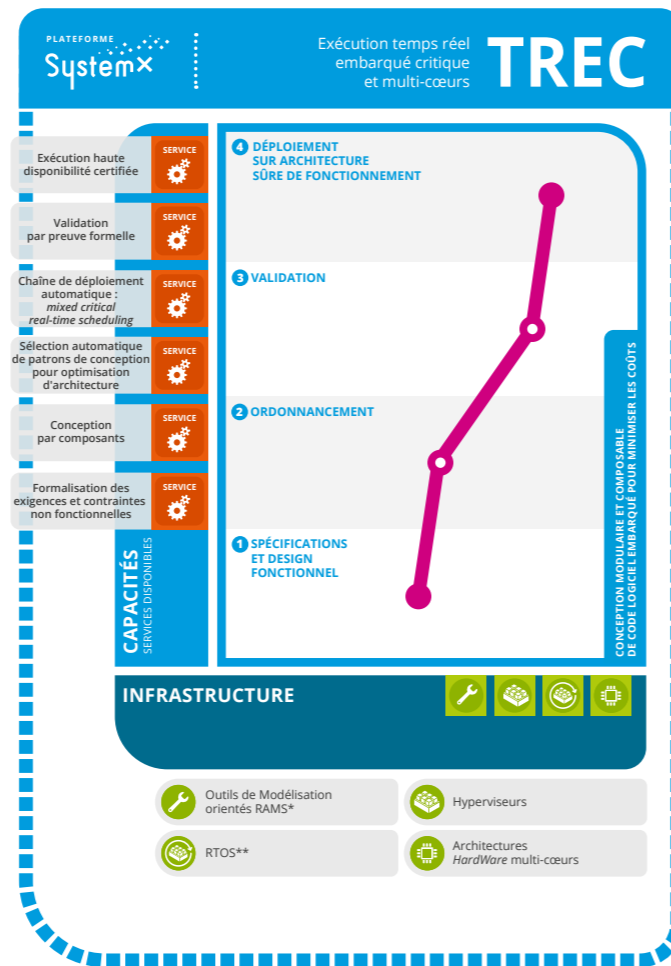 PLATEFORME
SystemX
Exécution temps réel
embarqué critique
et multi-cœurs
TREC
Exécution haute
disponibilité certifiée
SERVICE
Validation
par preuve formelle
SERVICE
Chaîne de déploiement
automatique :
mixed critical
real-time scheduling
SERVICE
Sélection automatique
de patrons de conception
pour optimisation
d'architecture
SERVICE
Conception
par composants
SERVICE
Formalisation des
exigences et contraintes
non fonctionnelles
SERVICE
CAPACITÉS
SERVICES DISPONIBLES
4 DÉPLOIEMENT
SUR ARCHITECTURE
SÛRE DE FONCTIONNEMENT
3 VALIDATION
2 ORDONNANCEMENT
1 SPÉCIFICATIONS
ET DESIGN
FONCTIONNEL
CONCEPTION MODULAIRE ET COMPOSABLE
DE CODE LOGICIEL EMBARQUÉ POUR MINIMISER LES COÛTS
INFRASTRUCTURE
Outils de Modélisation
orientés RAMS*
Hyperviseurs
RTOS**
Architectures
HardWare multi-cœurs